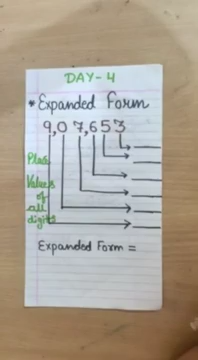 DAY-4
* Expanded Form
9,07,653
Place
Values
of
all
digits
Expanded Form =